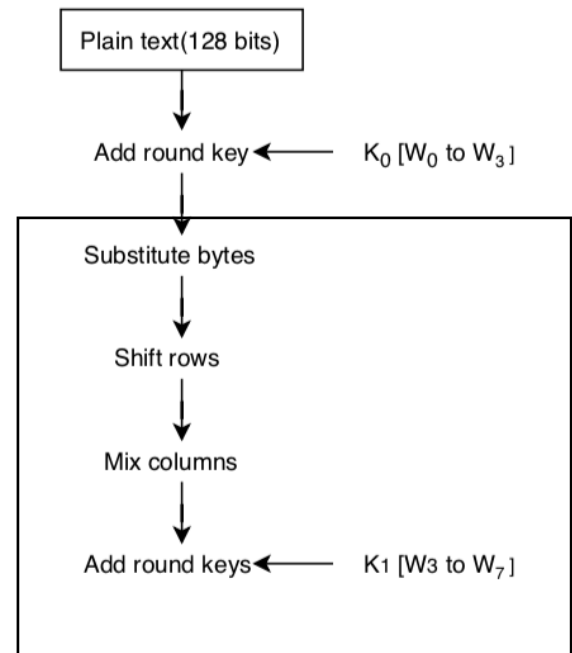 Plain text(128 bits)
Add round key K₀ [W₀ to W₃]
Substitute bytes
Shift rows
Mix columns
Add round keys K1 [W3 to W₇]